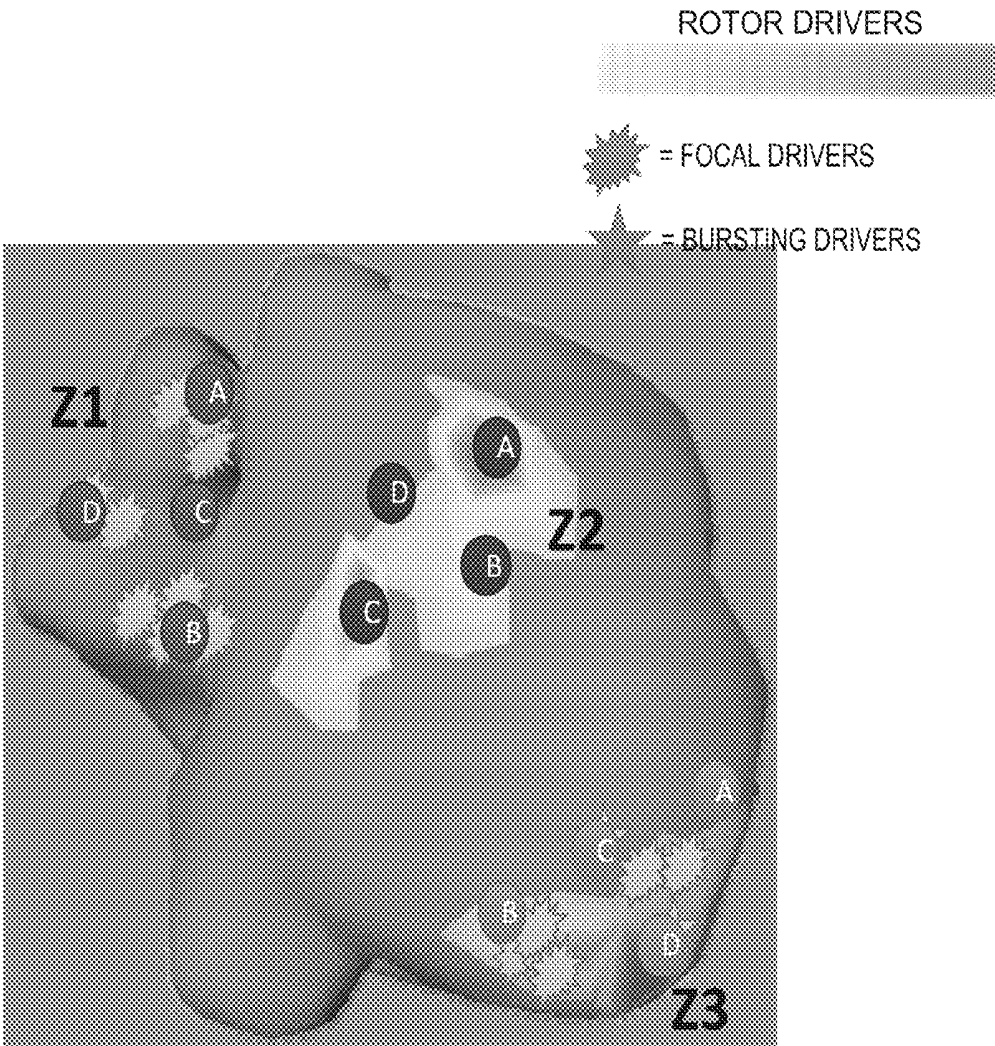 ROTOR DRIVERS
= FOCAL DRIVERS
= BURSTING DRIVERS
Z1
A
D
C
B
A
D
Z2
B
C
A
C
B
D
Z3